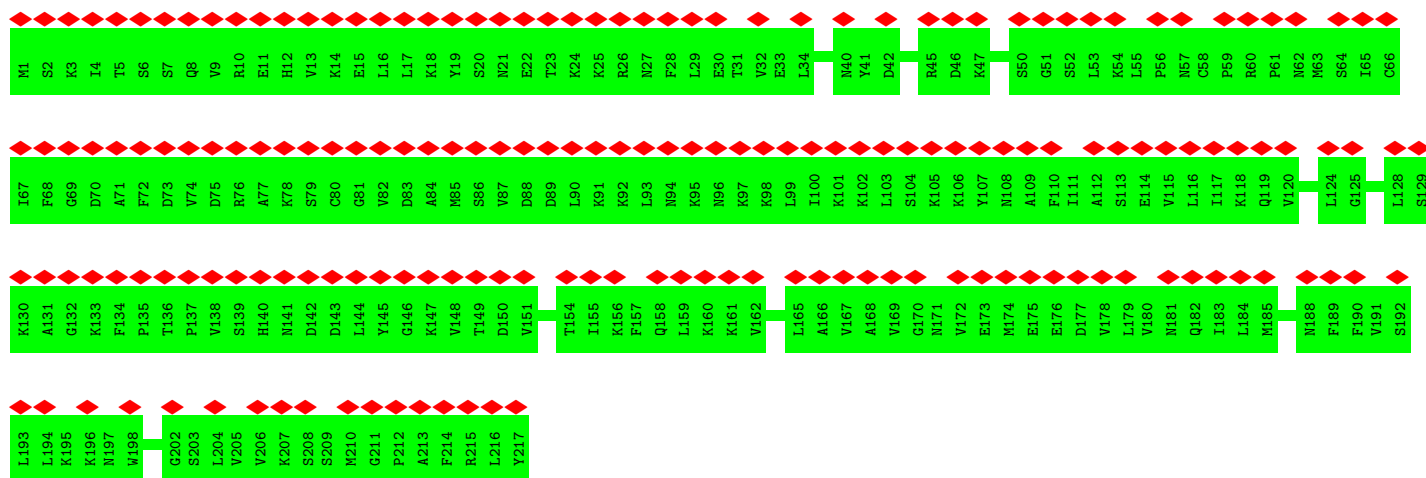 M1 S2 K3 I4 T5 S6 S7 Q8 V9 R10 E11 H12 V13 K14 E15 L16 L17 K18 Y19 S20 N21 E22 T23 K24 K25 R26 N27 F28 L29 E30 T31 V32 E33 L34 N40 Y41 D42 R45 D46 K47 S50 G51 S52 L53 K54 L55 P56 N57 C58 P59 R60 P61 N62 M63 S64 I65 C66
I67 F68 G69 D70 A71 F72 D73 V74 D75 R76 A77 K78 S79 C80 G81 V82 D83 A84 M85 S86 V87 D88 D89 L90 K91 K92 L93 N94 K95 N96 K97 K98 L99 I100 K101 K102 L103 S104 K105 K106 Y107 N108 A109 F110 I111 A112 S113 E114 V115 L116 I117 K118 Q119 V120 L124 G125 L128 S129
K130 A131 G132 K133 F134 P135 T136 P137 V138 S139 H140 N141 D142 D143 L144 Y145 G146 K147 V148 T149 D150 V151 T154 I155 K156 F157 Q158 L159 K160 K161 V162 L165 A166 V167 A168 V169 G170 N171 V172 E173 M174 E175 E176 D177 V178 L179 V180 N181 Q182 I183 L184 M185 N188 F189 F190 V191 S192
L193 L194 K195 K196 N197 W198 G202 S203 L204 V205 V206 K207 S208 S209 M210 G211 P212 A213 F214 R215 L216 Y217